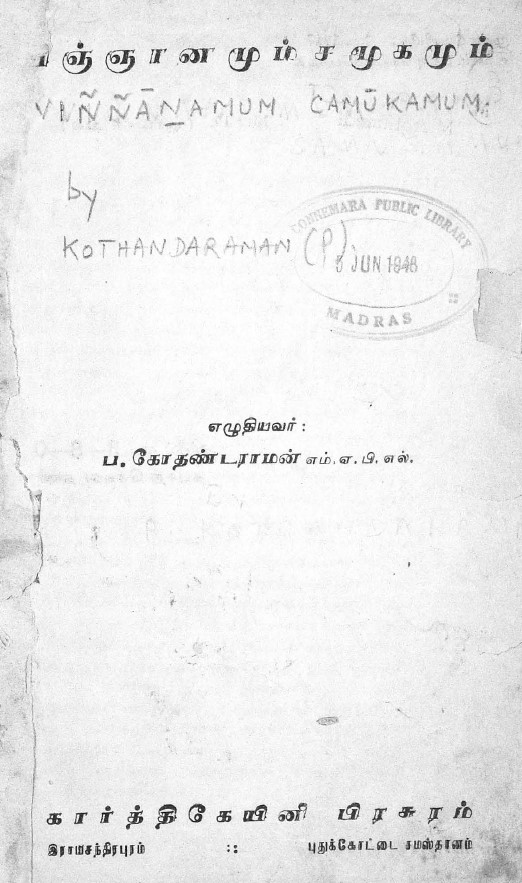 விஞ்ஞானமும் சமூகமும்
VIÑÑĀṈAMUM CAMŪKAMUM.
by
KOTHANDARAMAN (P)
CONNEMARA PUBLIC LIBRARY
5 JUN 1948
MADRAS
எழுதியவர் :
ப. கோதண்டராமன் எம். ஏ. பி. எல்.
கார்த்திகேயினி பிரசுரம்
இராமசந்திரபுரம் :: புதுக்கோட்டை சமஸ்தானம்